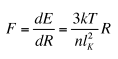 F = dE/dR = 3kT/nl_K^2 R